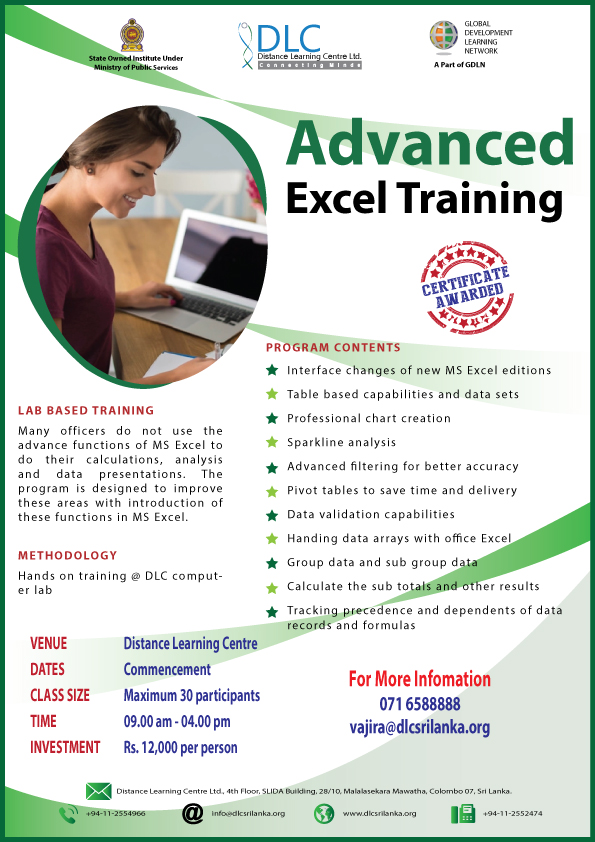 State Owned Institute Under
Ministry of Public Services
DLC
Distance Learning Centre Ltd.
Connecting Minds
GLOBAL
DEVELOPMENT
LEARNING
NETWORK
A Part of GDLN
Advanced
Excel Training
CERTIFICATE
AWARDED
LAB BASED TRAINING
Many officers do not use the
advance functions of MS Excel to
do their calculations, analysis
and data presentations. The
program is designed to improve
these areas with introduction of
these functions in MS Excel.
METHODOLOGY
Hands on training @ DLC comput-
er lab
PROGRAM CONTENTS
Interface changes of new MS Excel editions
Table based capabilities and data sets
Professional chart creation
Sparkline analysis
Advanced filtering for better accuracy
Pivot tables to save time and delivery
Data validation capabilities
Handing data arrays with office Excel
Group data and sub group data
Calculate the sub totals and other results
Tracking precedence and dependents of data
records and formulas
VENUE Distance Learning Centre
DATES Commencement
CLASS SIZE Maximum 30 participants
TIME 09.00 am - 04.00 pm
INVESTMENT Rs. 12,000 per person
For More Infomation
071 6588888
vajira@dlcsrilanka.org
Distance Learning Centre Ltd., 4th Floor, SLIDA Building, 28/10, Malalasekara Mawatha, Colombo 07, Sri Lanka.
+94-11-2554966 info@dlcsrilanka.org www.dlcsrilanka.org +94-11-2552474